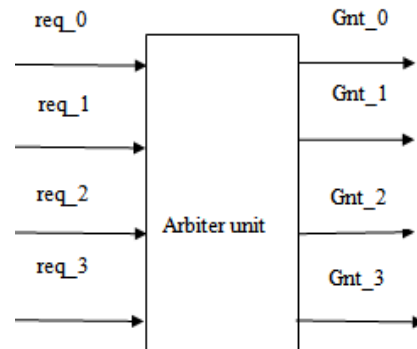 req_0
Gnt_0
req_1
Gnt_1
req_2
Gnt_2
Arbiter unit
req_3
Gnt_3